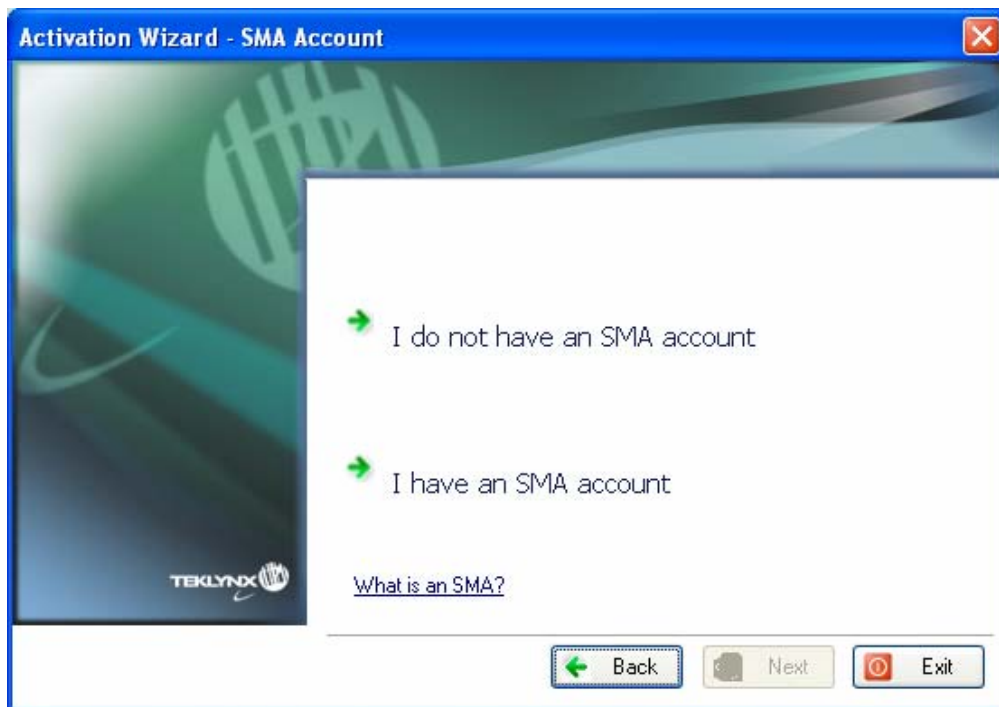 Activation Wizard - SMA Account
I do not have an SMA account
I have an SMA account
TEKLYNX
What is an SMA?
Back
Next
Exit